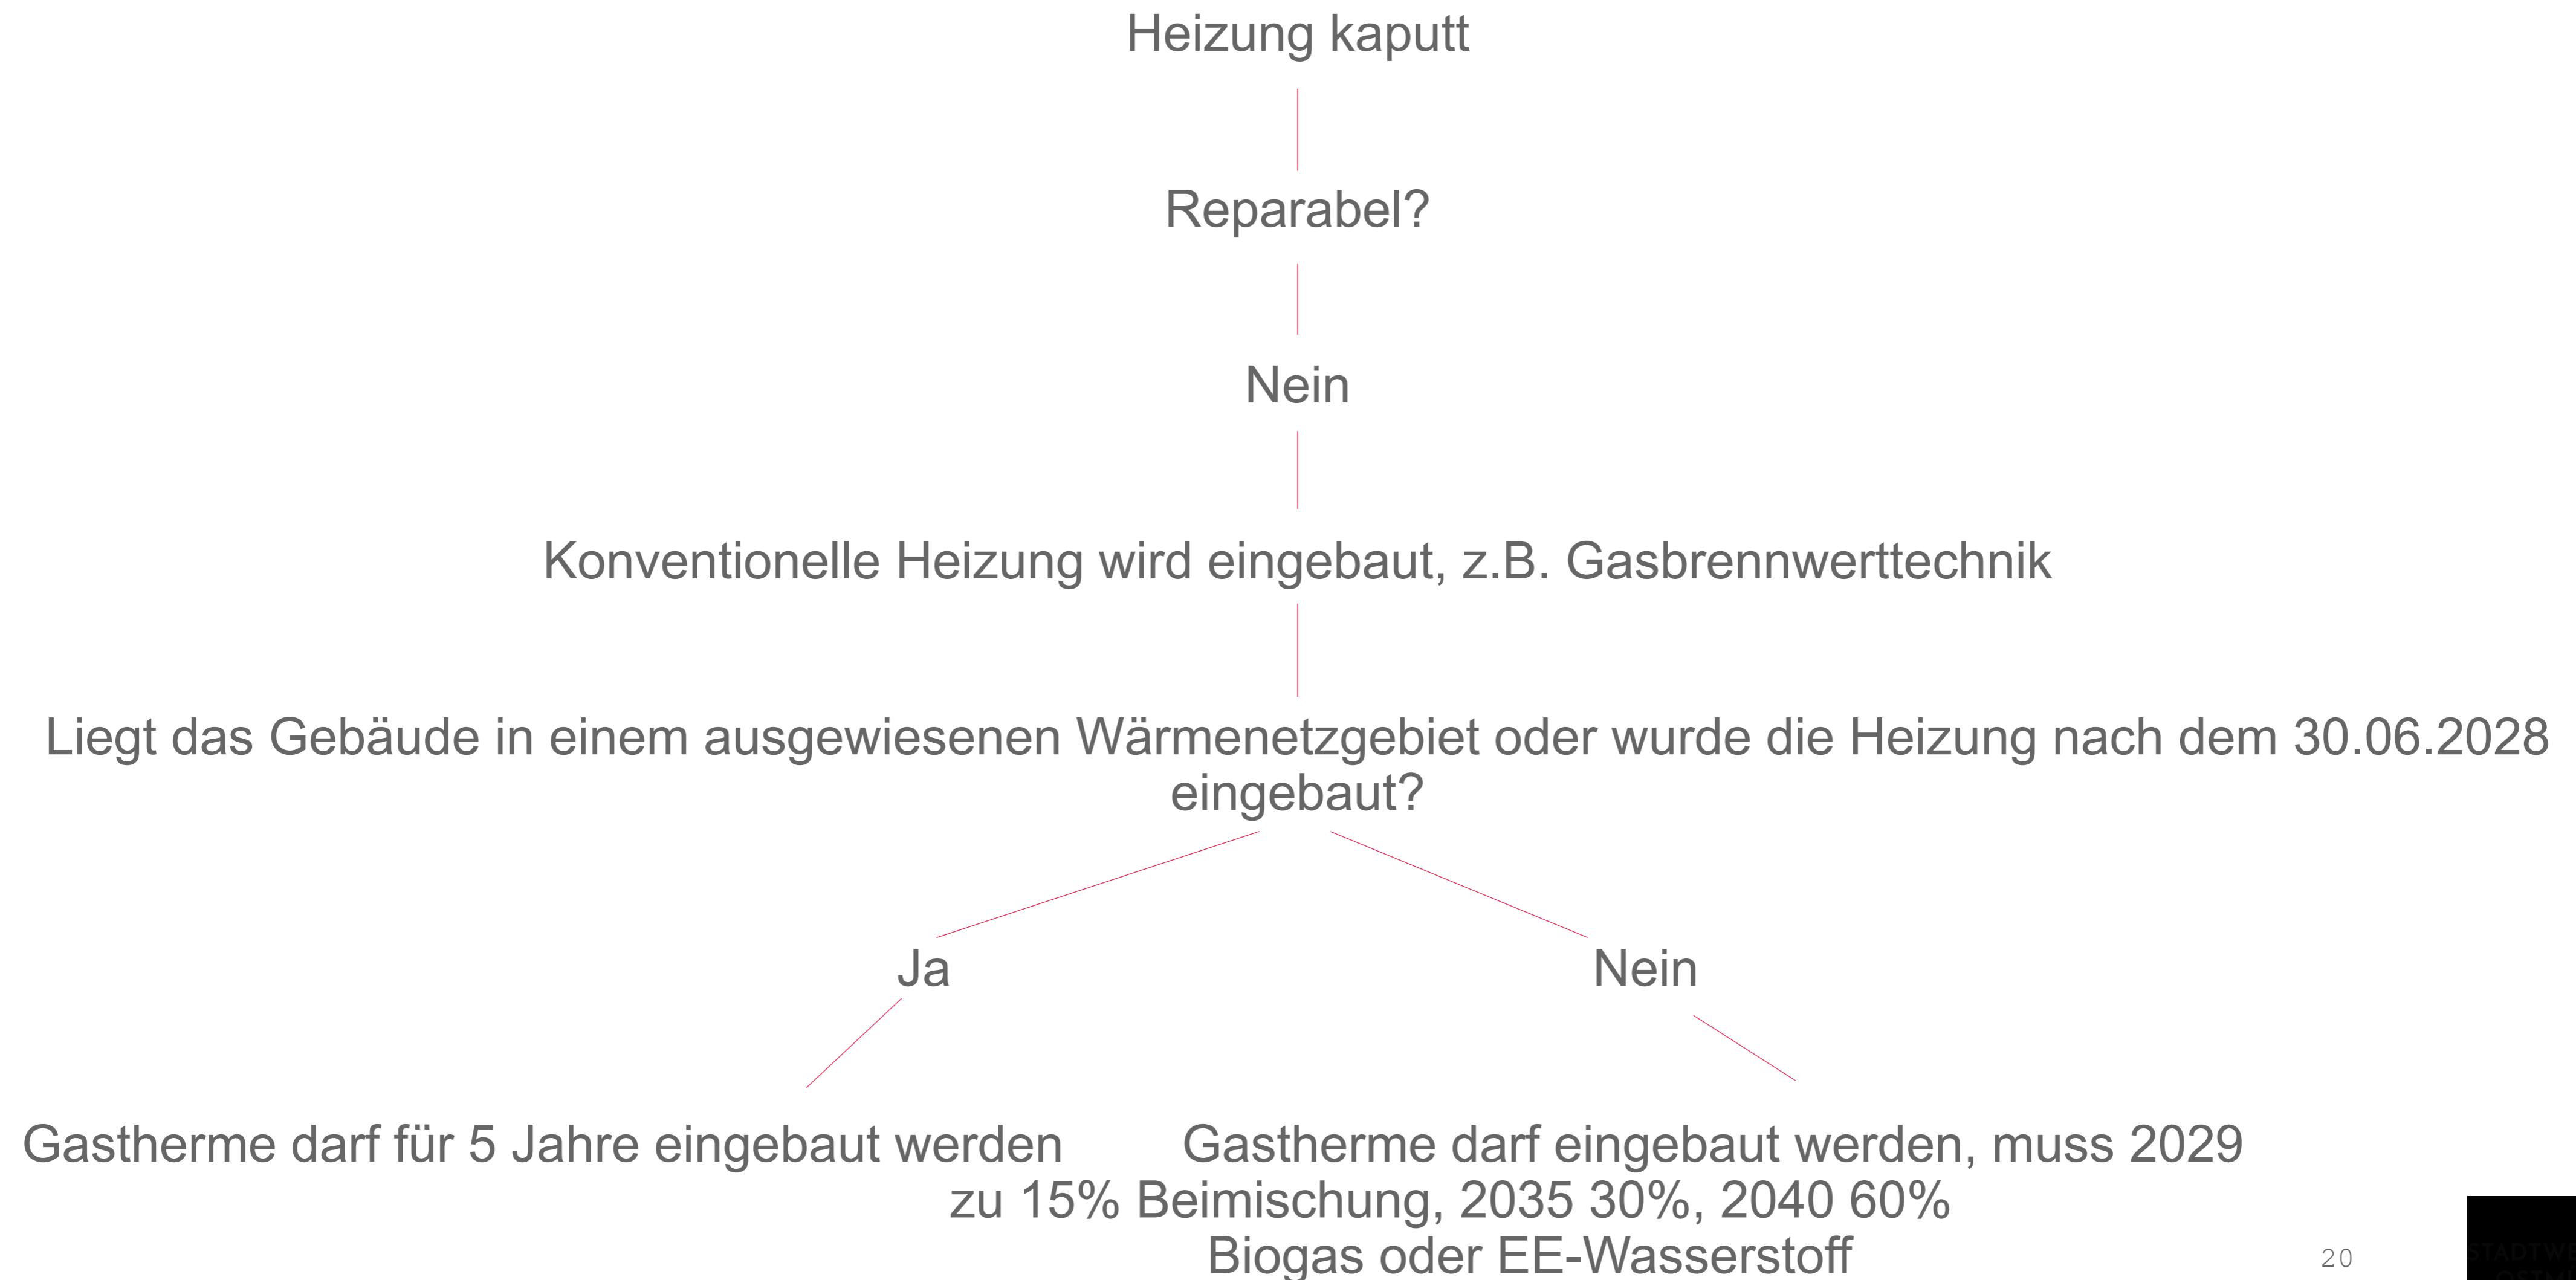 Heizung kaputt
Reparabel?
Nein
Konventionelle Heizung wird eingebaut, z.B. Gasbrennwerttechnik
Liegt das Gebäude in einem ausgewiesenen Wärmenetzgebiet oder wurde die Heizung nach dem 30.06.2028
eingebaut?
Ja
Nein
Gastherme darf für 5 Jahre eingebaut werden
Gastherme darf eingebaut werden, muss 2029
zu 15% Beimischung, 2035 30%, 2040 60%
Biogas oder EE-Wasserstoff
20